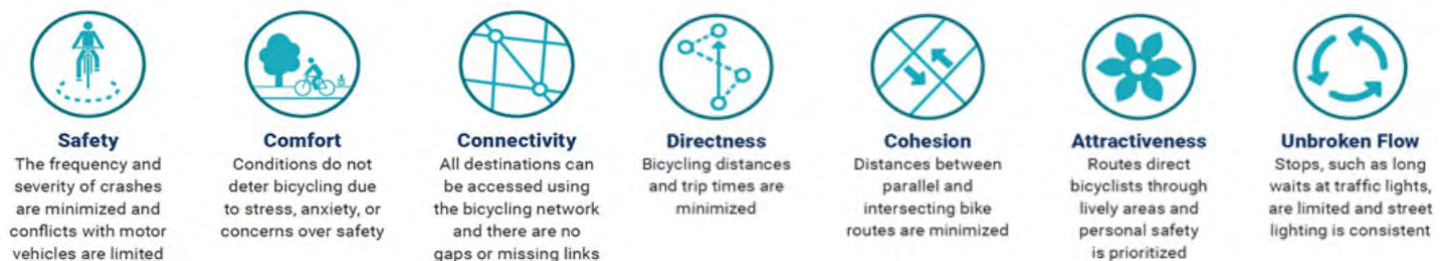 Safety
The frequency and
severity of crashes
are minimized and
conflicts with motor
vehicles are limited
Comfort
Conditions do not
deter bicycling due
to stress, anxiety, or
concerns over safety
Connectivity
All destinations can
be accessed using
the bicycling network
and there are no
gaps or missing links
Directness
Bicycling distances
and trip times are
minimized
Cohesion
Distances between
parallel and
intersecting bike
routes are minimized
Attractiveness
Routes direct
bicyclists through
lively areas and
personal safety
is prioritized
Unbroken Flow
Stops, such as long
waits at traffic lights,
are limited and street
lighting is consistent